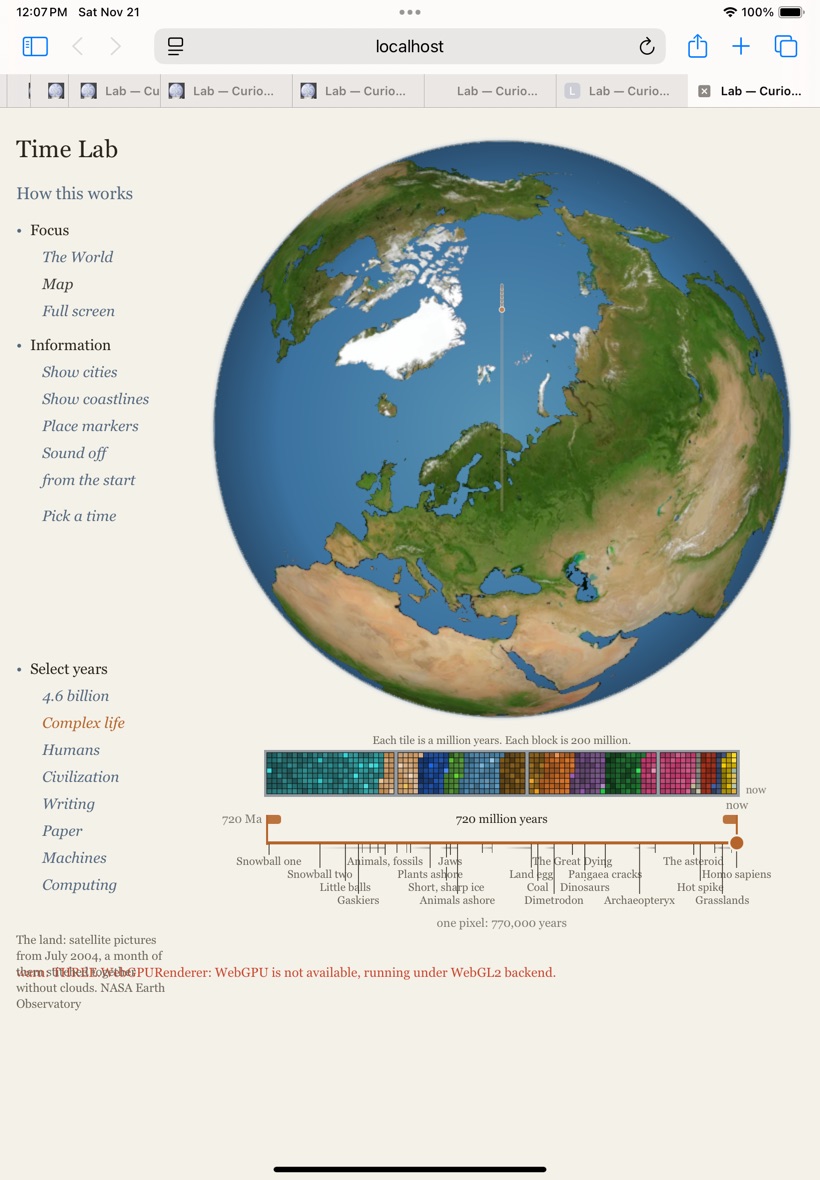 12:07 PM Sat Nov 21
100%
localhost
Lab — Cu
Lab — Curio...
Lab — Curio...
Lab — Curio...
L Lab — Curio...
Lab — Curio...
Time Lab
How this works
• Focus
The World
Map
Full screen
• Information
Show cities
Show coastlines
Place markers
Sound off
from the start
Pick a time
• Select years
4.6 billion
Complex life
Humans
Civilization
Writing
Paper
Machines
Computing
Each tile is a million years. Each block is 200 million.
now
now
720 Ma
720 million years
Snowball one
Animals, fossils
Jaws
The Great Dying
The asteroid
Snowball two
Plants ashore
Land egg
Pangaea cracks
Homo sapiens
Little balls
Short, sharp ice
Coal
Dinosaurs
Hot spike
Gaskiers
Animals ashore
Dimetrodon
Archaeopteryx
Grasslands
one pixel: 770,000 years
The land: satellite pictures
from July 2004, a month of
them stitched together
warn: THREE.WebGPURenderer: WebGPU is not available, running under WebGL2 backend.
without clouds. NASA Earth
Observatory